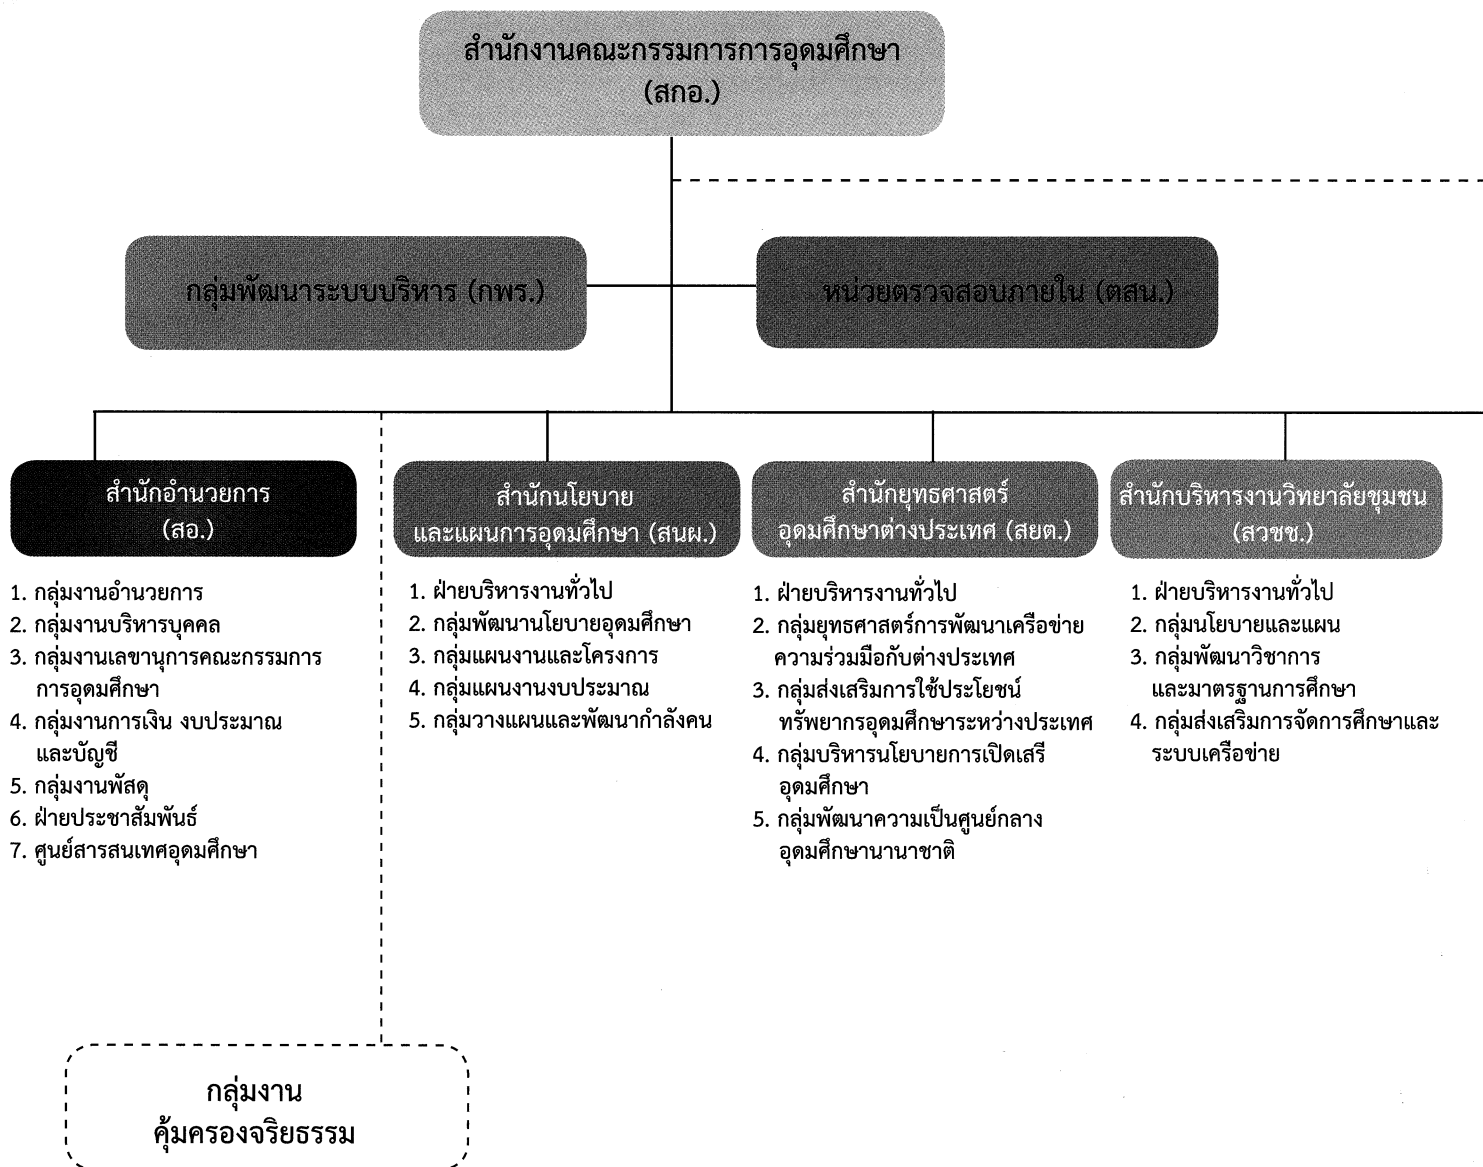 สำนักงานคณะกรรมการการอุดมศึกษา
(สกอ.)
กลุ่มพัฒนาระบบบริหาร (กพร.)
หน่วยตรวจสอบภายใน (ตสน.)
สำนักอำนวยการ
(สอ.)
1. กลุ่มงานอำนวยการ
2. กลุ่มงานบริหารบุคคล
3. กลุ่มงานเลขานุการคณะกรรมการ
การอุดมศึกษา
4. กลุ่มงานการเงิน งบประมาณ
และบัญชี
5. กลุ่มงานพัสดุ
6. ฝ่ายประชาสัมพันธ์
7. ศูนย์สารสนเทศอุดมศึกษา
สำนักนโยบาย
และแผนการอุดมศึกษา (สนผ.)
1. ฝ่ายบริหารงานทั่วไป
2. กลุ่มพัฒนานโยบายอุดมศึกษา
3. กลุ่มแผนงานและโครงการ
4. กลุ่มแผนงานงบประมาณ
5. กลุ่มวางแผนและพัฒนากำลังคน
สำนักยุทธศาสตร์
อุดมศึกษาต่างประเทศ (สยต.)
1. ฝ่ายบริหารงานทั่วไป
2. กลุ่มยุทธศาสตร์การพัฒนาเครือข่าย
ความร่วมมือกับต่างประเทศ
3. กลุ่มส่งเสริมการใช้ประโยชน์
ทรัพยากรอุดมศึกษาระหว่างประเทศ
4. กลุ่มบริหารนโยบายการเปิดเสรี
อุดมศึกษา
5. กลุ่มพัฒนาความเป็นศูนย์กลาง
อุดมศึกษานานาชาติ
สำนักบริหารงานวิทยาลัยชุมชน
(สวชช.)
1. ฝ่ายบริหารงานทั่วไป
2. กลุ่มนโยบายและแผน
3. กลุ่มพัฒนาวิชาการ
และมาตรฐานการศึกษา
4. กลุ่มส่งเสริมการจัดการศึกษาและ
ระบบเครือข่าย
กลุ่มงาน
คุ้มครองจริยธรรม